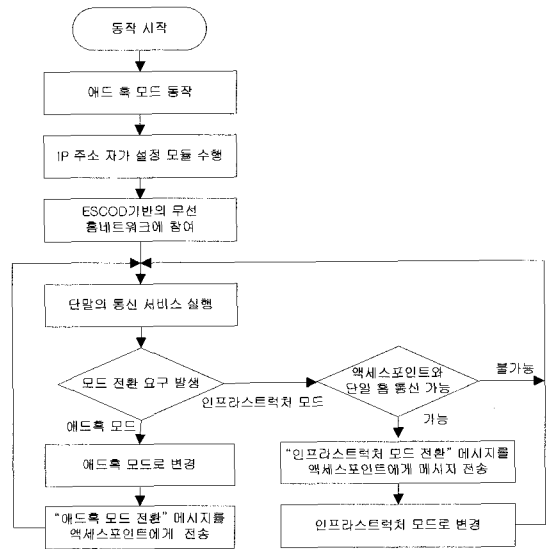 동작 시작
애드 혹 모드 동작
IP 주소 자가 설정 모듈 수행
ESCOD기반의 무선
홈네트워크에 참여
단말의 통신 서비스 실행
모드 전환 요구 발생
인프라스트럭처 모드
애드혹 모드
액세스포인트와
단일 홉 통신 가능
불가능
가능
애드혹 모드로 변경
"애드혹 모드 전환" 메시지를
액세스포인트에게 전송
"인프라스트럭처 모드 전환" 메시지를
액세스포인트에게 메시자 전송
인프라스트럭처 모드로 변경